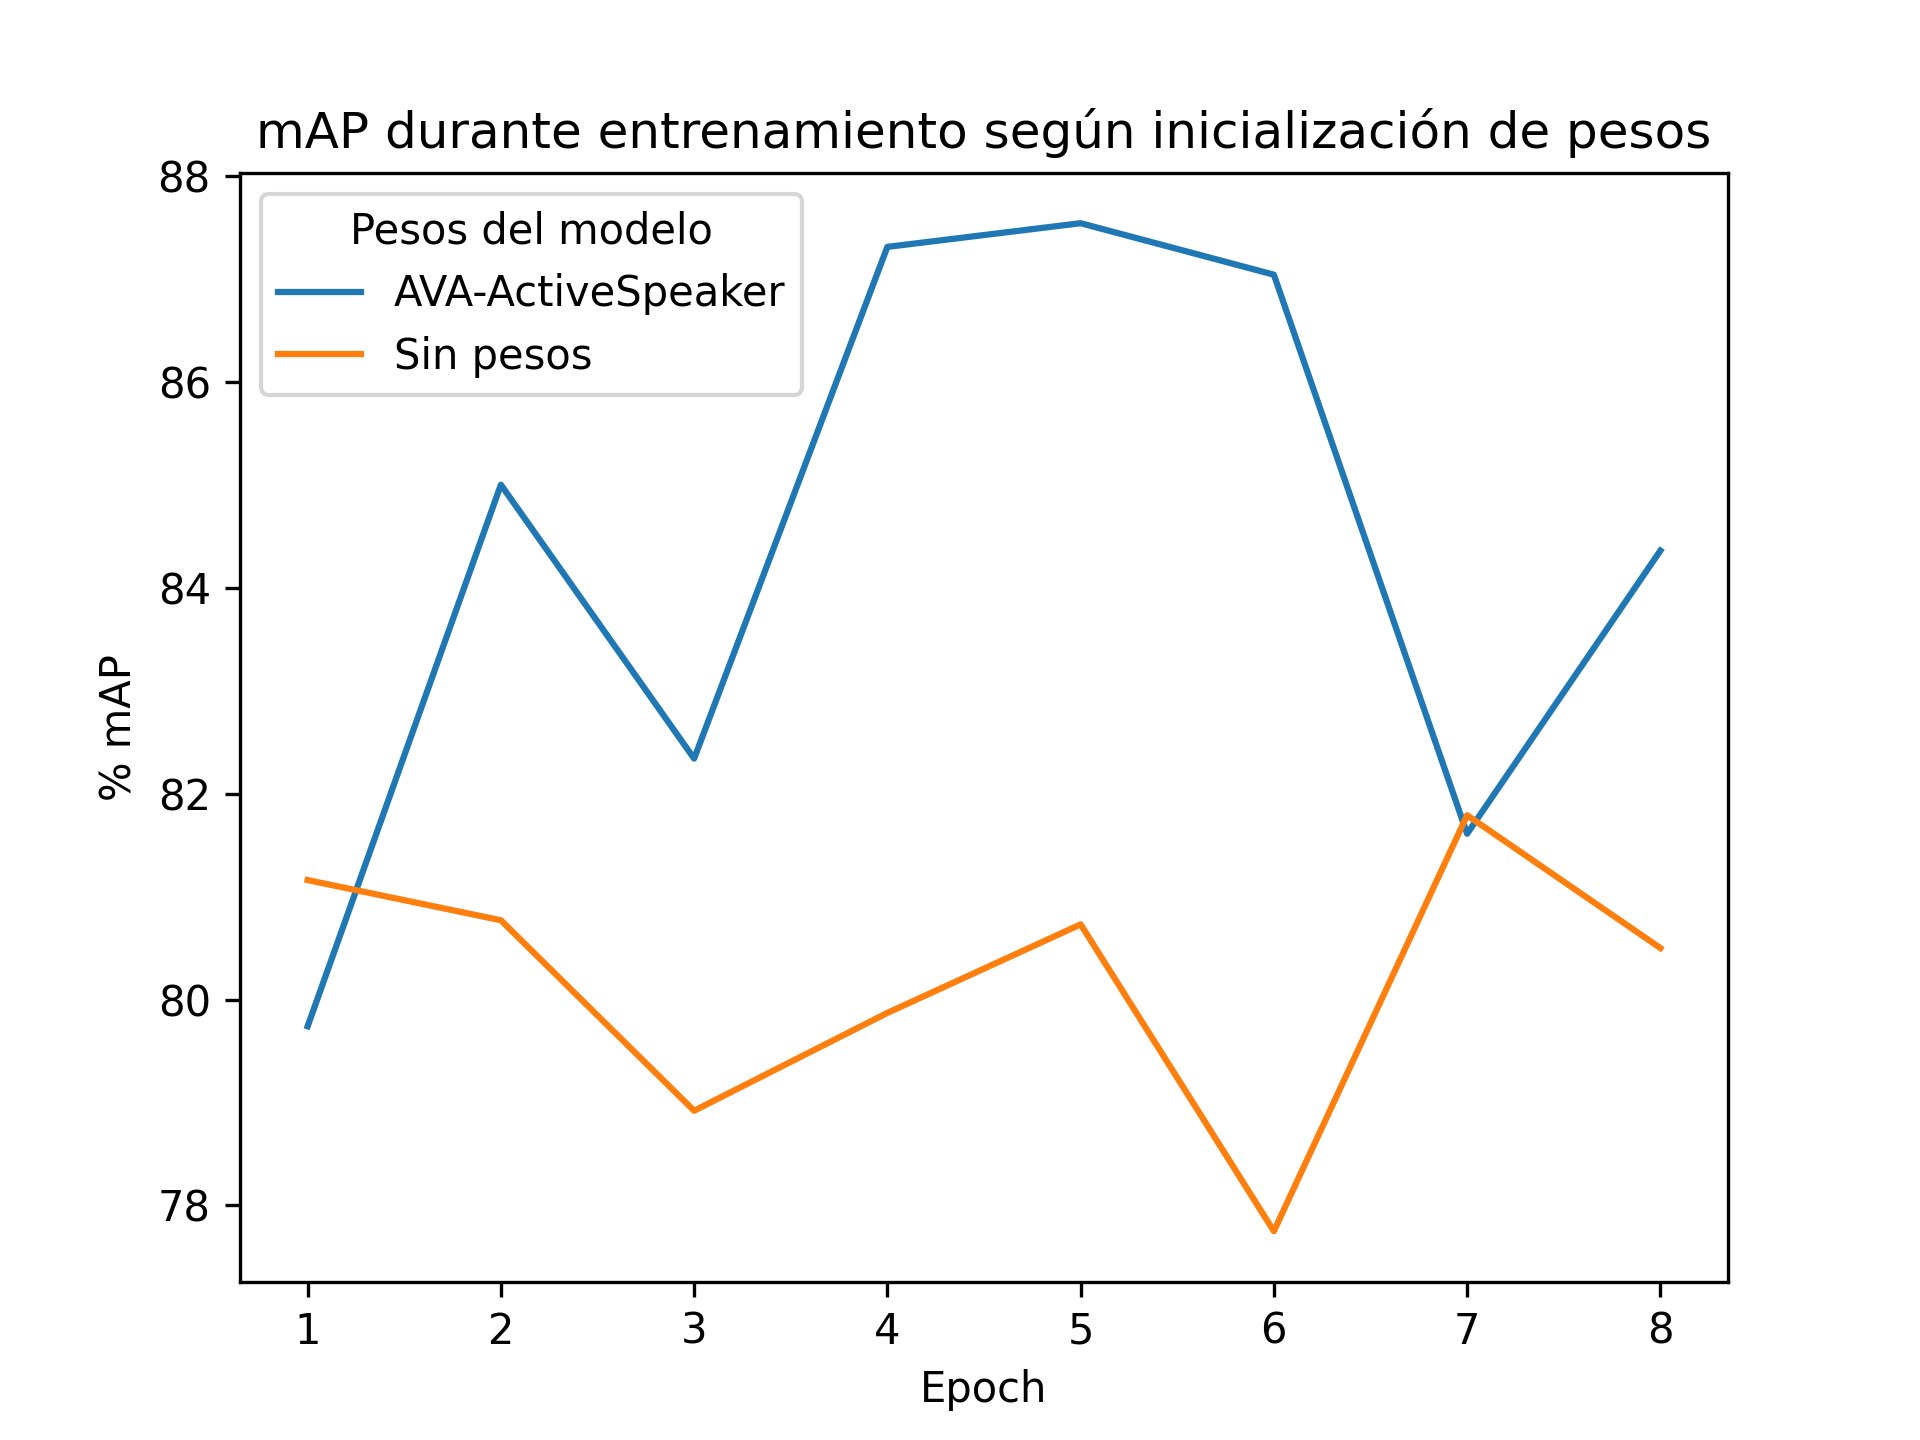 mAP durante entrenamiento según inicialización de pesos
Pesos del modelo
AVA-ActiveSpeaker
Sin pesos
88
86
84
82
80
78
% mAP
1 2 3 4 5 6 7 8
Epoch